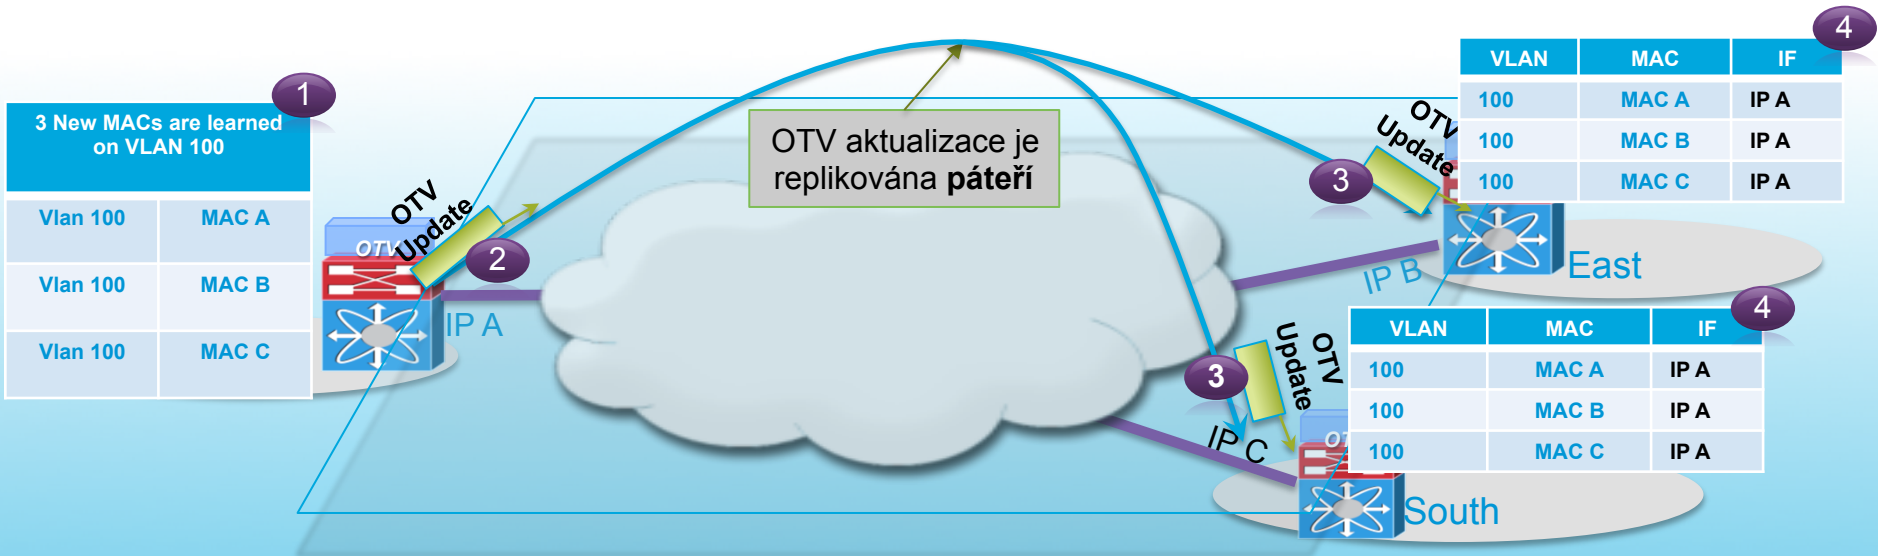 1
3 New MACs are learned
on VLAN 100
Vlan 100 MAC A
Vlan 100 MAC B
Vlan 100 MAC C
OTV
OTV
Update
2
IP A
OTV aktualizace je
replikována páteří
OTV
Update
3
4
VLAN MAC IF
100 MAC A IP A
100 MAC B IP A
100 MAC C IP A
IP B
East
OTV
Update
3
IP C
4
VLAN MAC IF
100 MAC A IP A
100 MAC B IP A
100 MAC C IP A
South